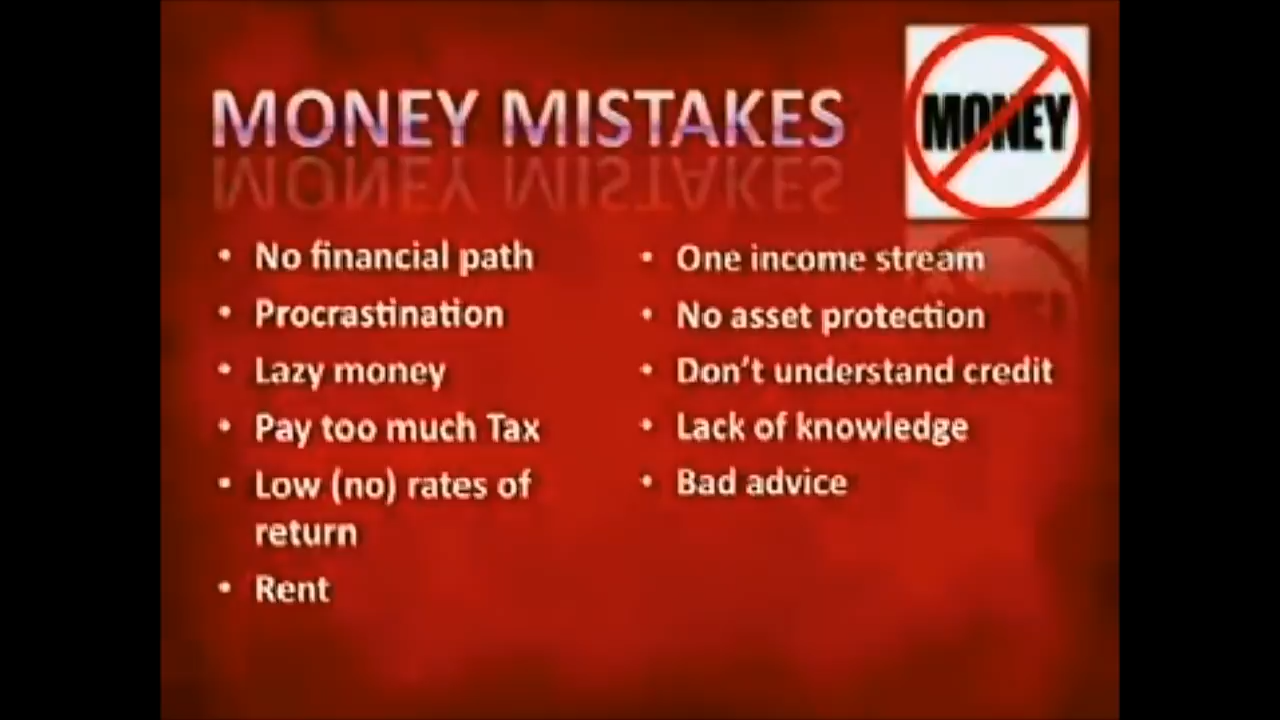 MONEY MISTAKES
MONEY
• No financial path
• Procrastination
• Lazy money
• Pay too much Tax
• Low (no) rates of
return
• Rent
• One income stream
• No asset protection
• Don’t understand credit
• Lack of knowledge
• Bad advice